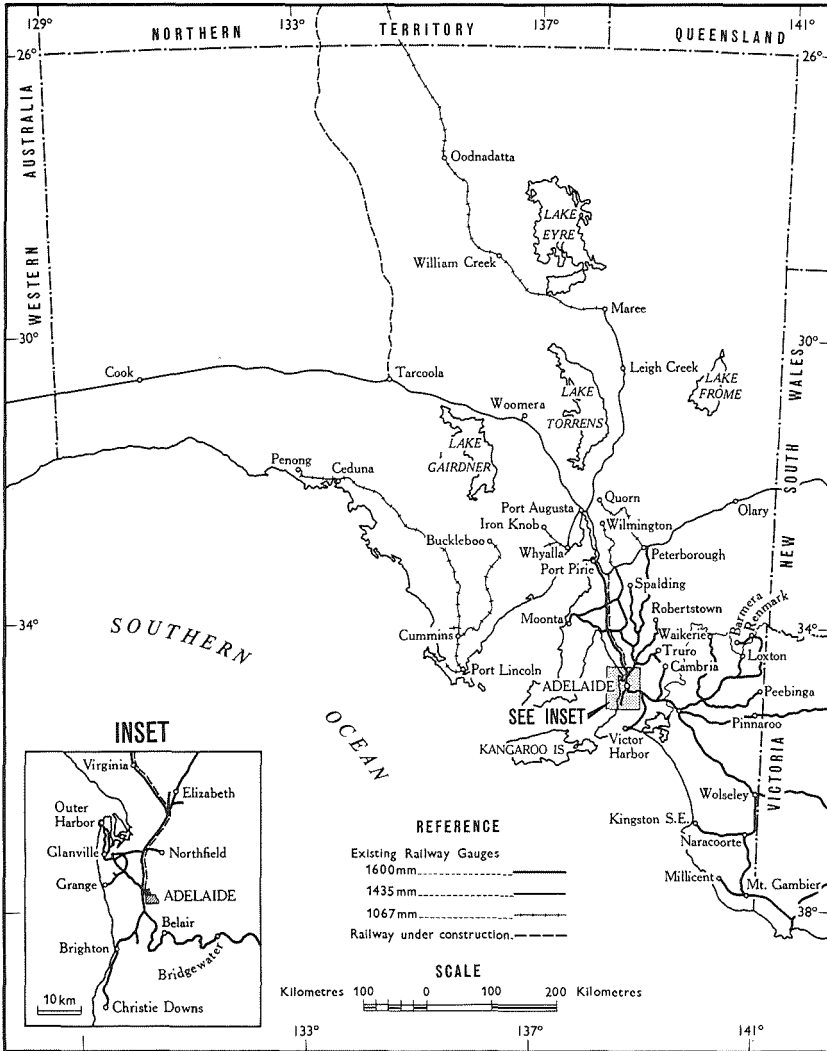 129°
133°
137°
141°
NORTHERN TERRITORY
QUEENSLAND
26°
26°
WESTERN AUSTRALIA
Oodnadatta
LAKE
EYRE
William Creek
Maree
30°
30°
Leigh Creek
Cook
Tarcoola
LAKE
FROME
Woomera
LAKE
TORRENS
LAKE
GAIRDNER
NEW SOUTH WALES
Penong
Ceduna
Port Augusta
Quorn
Olary
Iron Knob
Wilmington
Buckleboo
Whyalla
Peterborough
Port Pirie
Spalding
Moonta
Robertstown
Barmera
Renmark
34°
34°
Cummins
Waikerie
Truro
Loxton
Cambria
Port Lincoln
ADELAIDE
Peebinga
SEE INSET
Pinnaroo
SOUTHERN
OCEAN
KANGAROO IS
Victor
Harbor
VICTORIA
Wolseley
Kingston S.E.
Naracoorte
Millicent
Mt. Gambier
38°
INSET
Virginia
Elizabeth
Outer
Harbor
Glanville
Northfield
Grange
ADELAIDE
Belair
Brighton
Bridgewater
10 km
Christie Downs
REFERENCE
Existing Railway Gauges
1600mm
1435mm
1067mm
Railway under construction
SCALE
Kilometres 100 0 100 200 Kilometres
133°
137°
141°